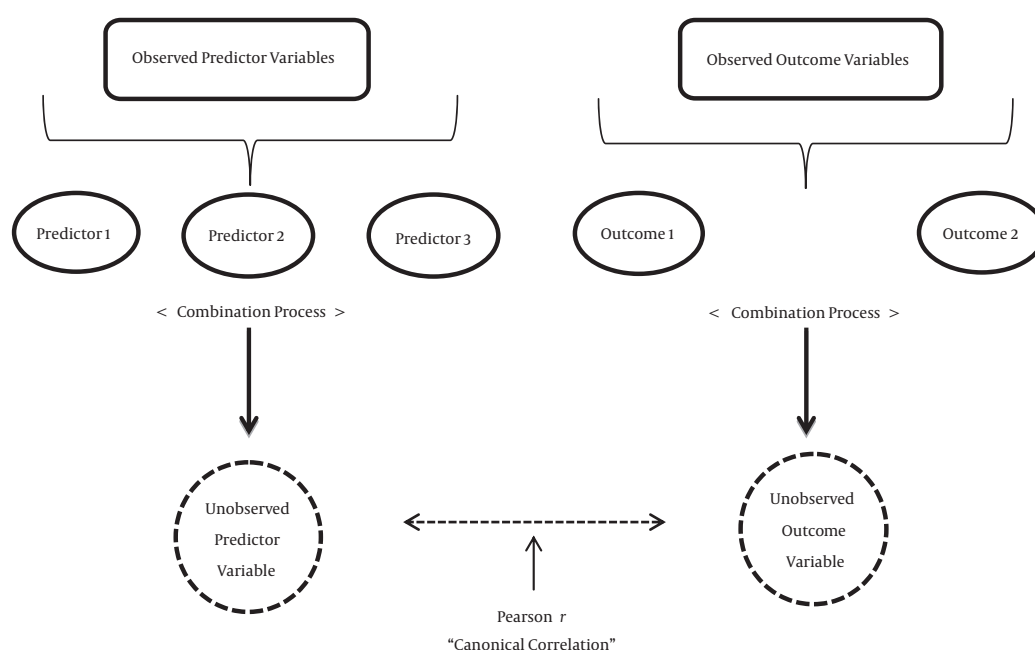 Observed Predictor Variables
Observed Outcome Variables
Predictor 1
Predictor 2
Predictor 3
Outcome 1
Outcome 2
< Combination Process >
< Combination Process >
Unobserved
Predictor
Variable
Unobserved
Outcome
Variable
Pearson r
“Canonical Correlation”